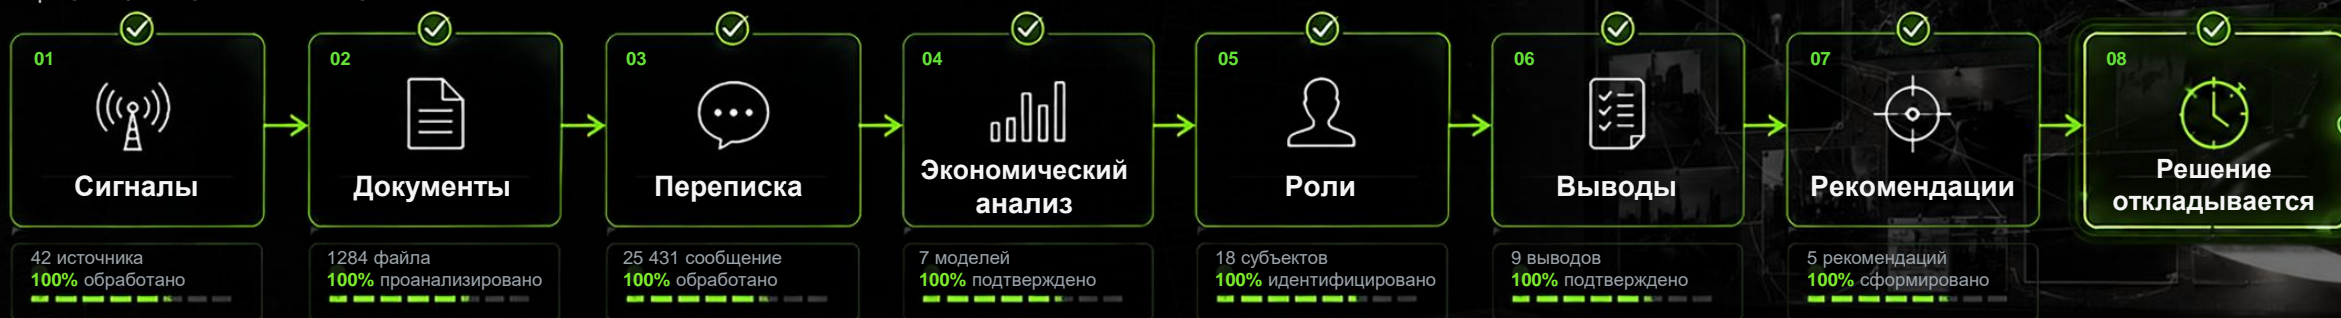 01
Сигналы
42 источника
100% обработано
02
Документы
1284 файла
100% проанализировано
03
Переписка
25 431 сообщение
100% обработано
04
Экономический
анализ
7 моделей
100% подтверждено
05
Роли
18 субъектов
100% идентифицировано
06
Выводы
9 выводов
100% подтверждено
07
Рекомендации
5 рекомендаций
100% сформировано
08
Решение
откладывается